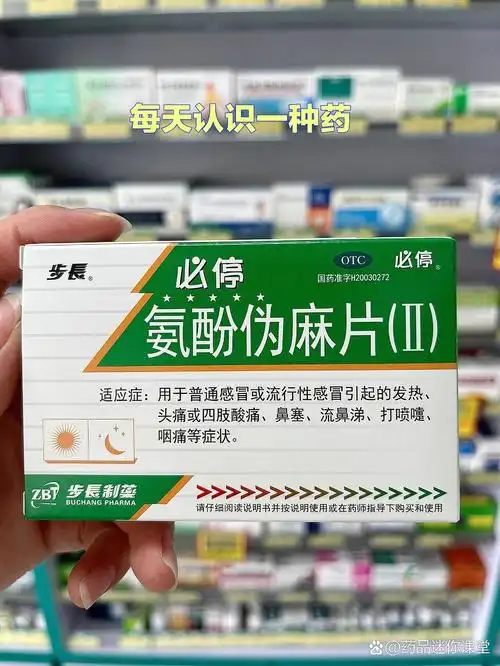 每天认识一种药
步長®
必停
OTC
国药准字H20030272
必停®
★★★★★
氨酚伪麻片(Ⅱ)
适应症：用于普通感冒或流行性感冒引起的发热、
头痛或四肢酸痛、鼻塞、流鼻涕、打喷嚏、
咽痛等症状。
ZBT 步長制药
BUCHANG PHARMA
请仔细阅读说明书并按说明使用或在药师指导下购买和使用
药品迷你课堂